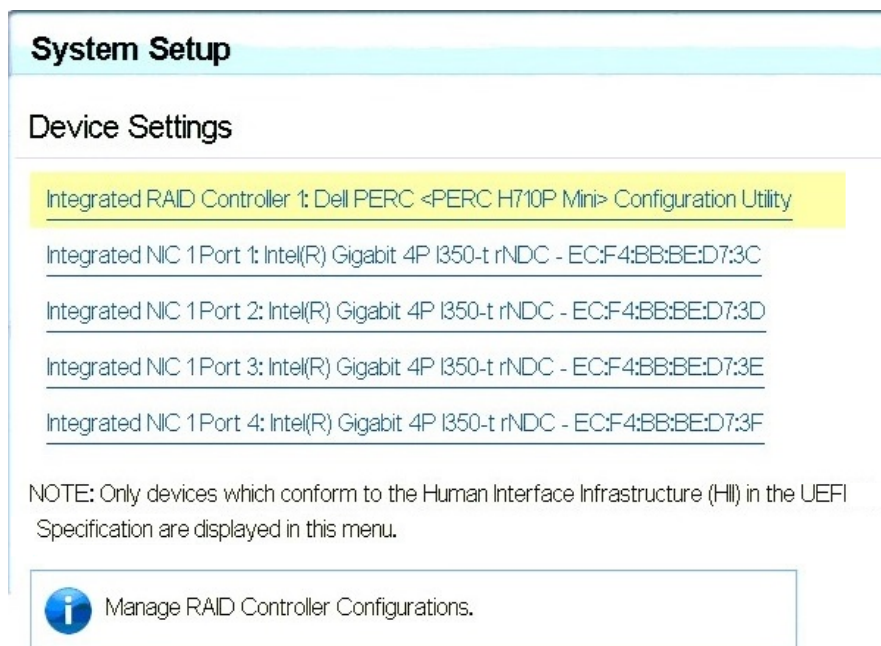 System Setup
Device Settings
Integrated RAID Controller 1: Dell PERC <PERC H710P Mini> Configuration Utility
Integrated NIC 1 Port 1: Intel(R) Gigabit 4P I350-t rNDC - EC:F4:BB:BE:D7:3C
Integrated NIC 1 Port 2: Intel(R) Gigabit 4P I350-t rNDC - EC:F4:BB:BE:D7:3D
Integrated NIC 1 Port 3: Intel(R) Gigabit 4P I350-t rNDC - EC:F4:BB:BE:D7:3E
Integrated NIC 1 Port 4: Intel(R) Gigabit 4P I350-t rNDC - EC:F4:BB:BE:D7:3F
NOTE: Only devices which conform to the Human Interface Infrastructure (HII) in the UEFI
Specification are displayed in this menu.
Manage RAID Controller Configurations.